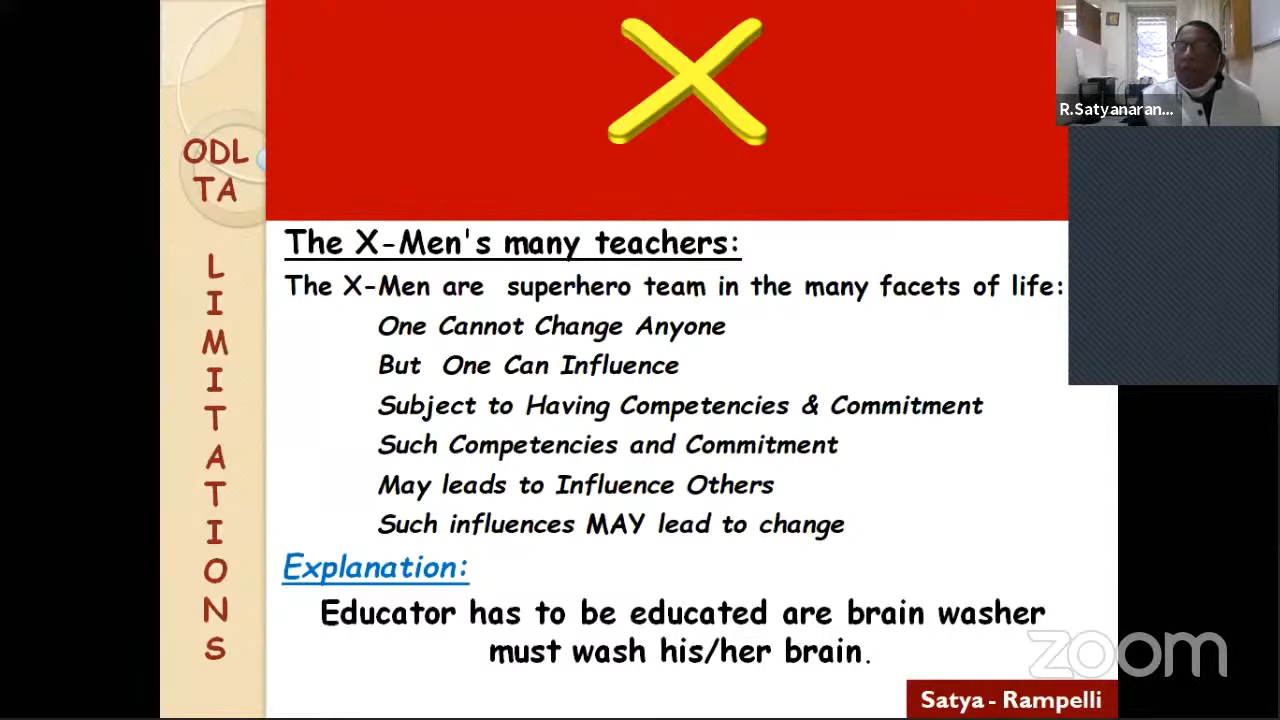 ODL
TA
LIMITATIONS
X
R.Satyanaran...
The X-Men's many teachers:
The X-Men are superhero team in the many facets of life:
One Cannot Change Anyone
But One Can Influence
Subject to Having Competencies & Commitment
Such Competencies and Commitment
May leads to Influence Others
Such influences MAY lead to change
Explanation:
Educator has to be educated are brain washer
must wash his/her brain.
zoom
Satya - Rampelli